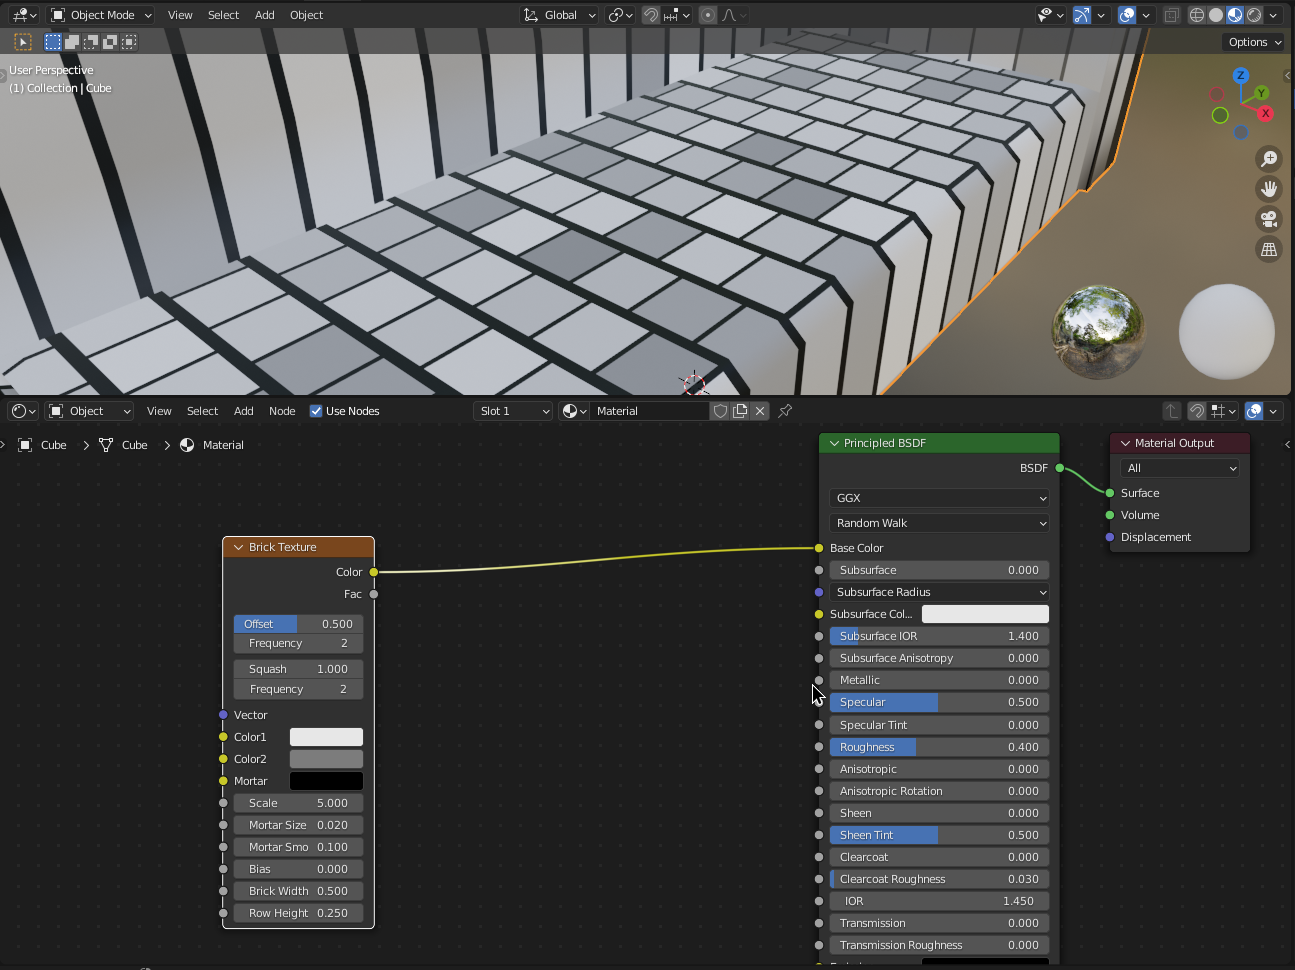 Object Mode View Select Add Object Global
Options
User Perspective
(1) Collection | Cube
Z
Y
X
Object View Select Add Node Use Nodes Slot 1 Material
Cube Cube Material
Principled BSDF
BSDF
GGX
Random Walk
Base Color
Subsurface 0.000
Subsurface Radius
Subsurface Col...
Subsurface IOR 1.400
Subsurface Anisotropy 0.000
Metallic 0.000
Specular 0.500
Specular Tint 0.000
Roughness 0.400
Anisotropic 0.000
Anisotropic Rotation 0.000
Sheen 0.000
Sheen Tint 0.500
Clearcoat 0.000
Clearcoat Roughness 0.030
IOR 1.450
Transmission 0.000
Transmission Roughness 0.000
Material Output
All
Surface
Volume
Displacement
Brick Texture
Color
Fac
Offset 0.500
Frequency 2
Squash 1.000
Frequency 2
Vector
Color1
Color2
Mortar
Scale 5.000
Mortar Size 0.020
Mortar Smo 0.100
Bias 0.000
Brick Width 0.500
Row Height 0.250